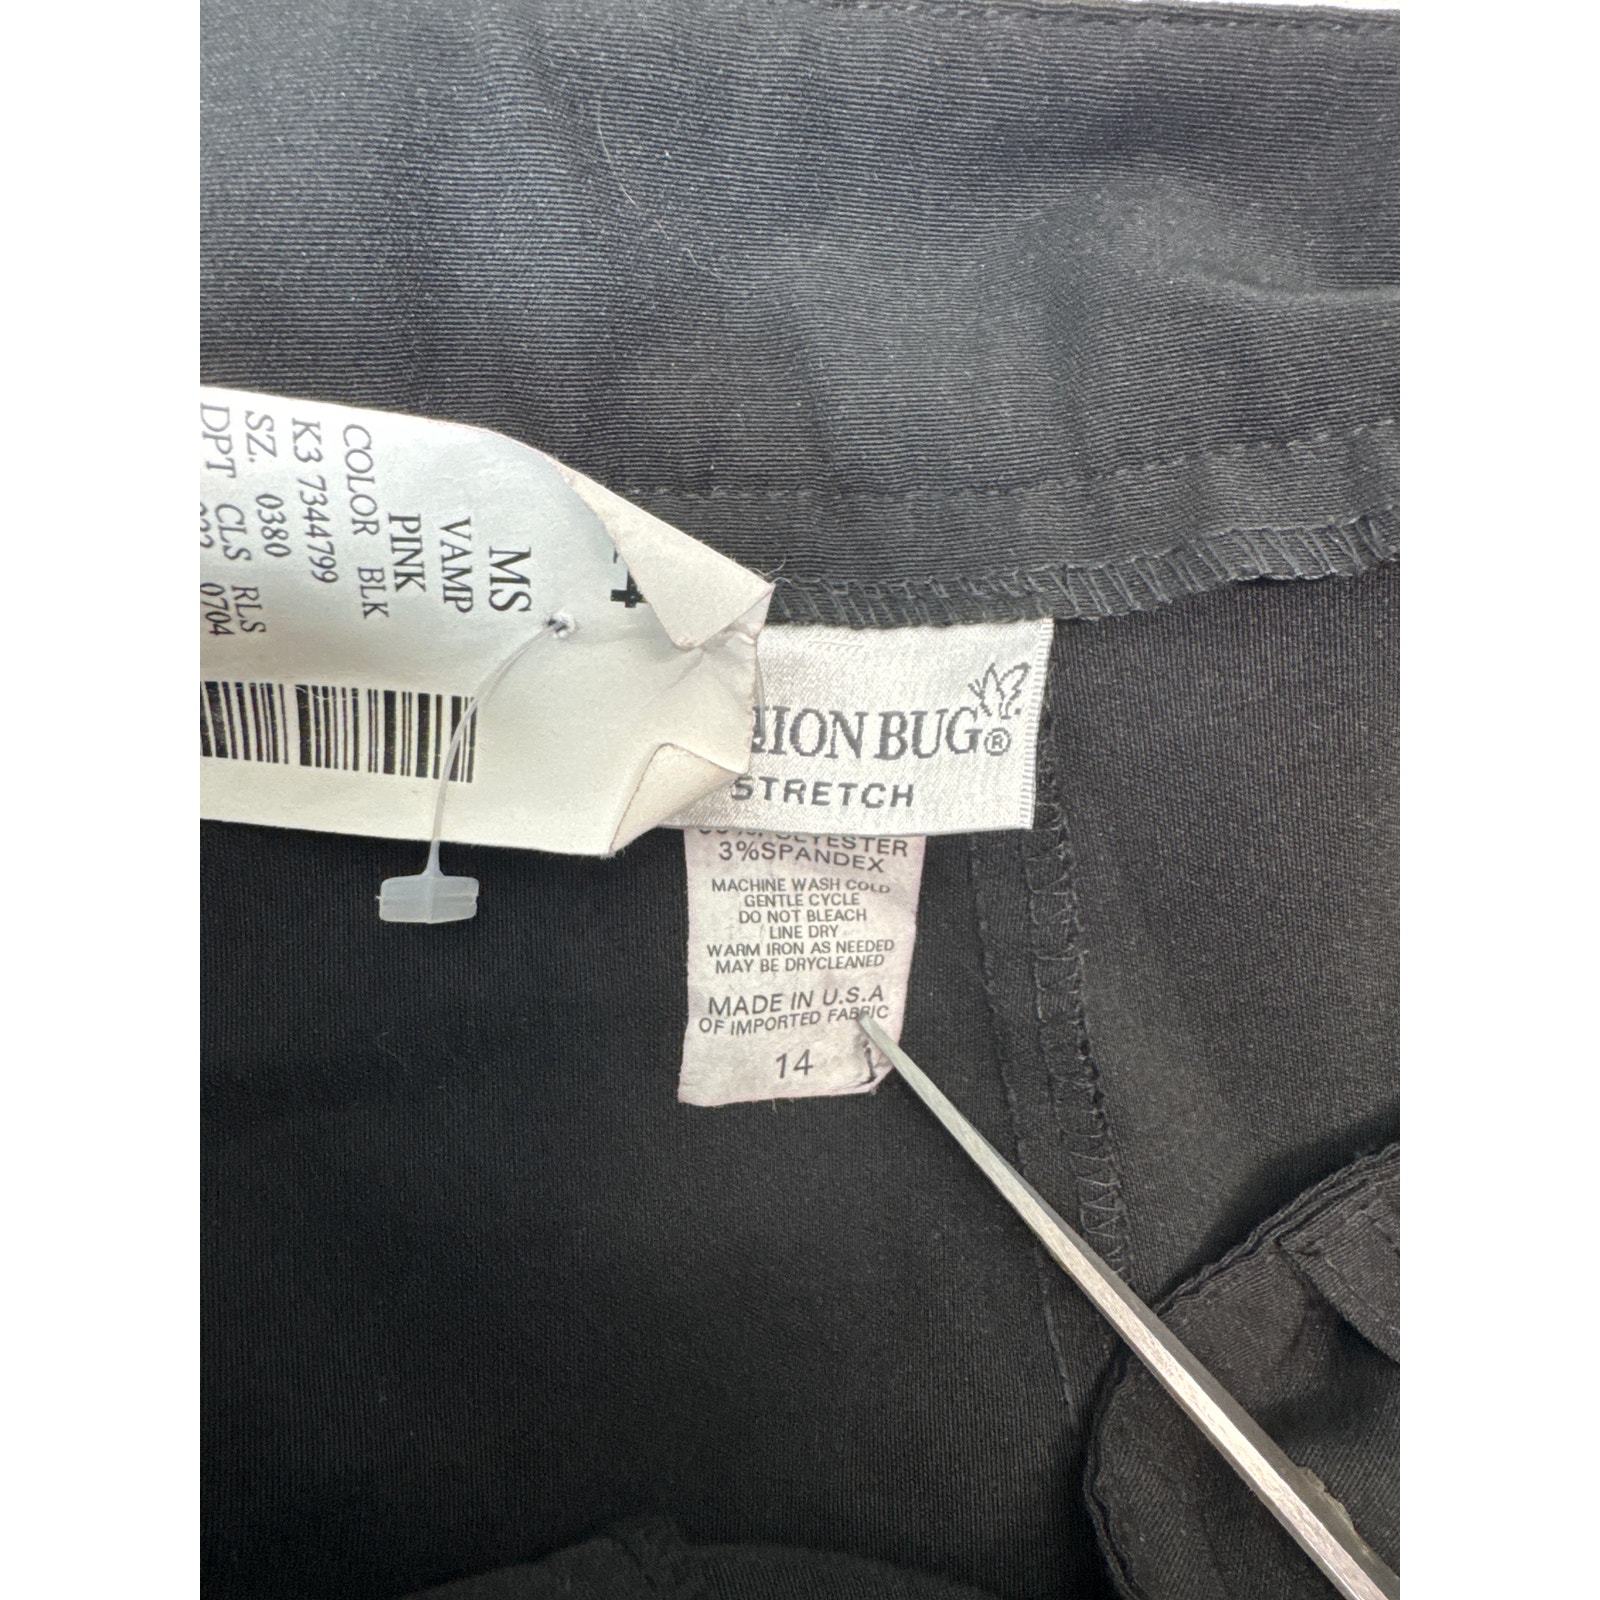 MS
VAMP
PINK
COLOR BLK
K3 7344799
SZ. 0380
DPT CLS RLS
0704
4
BUG®
STRETCH
POLYESTER
3%SPANDEX
MACHINE WASH COLD
GENTLE CYCLE
DO NOT BLEACH
LINE DRY
WARM IRON AS NEEDED
MAY BE DRYCLEANED
MADE IN U.S.A
OF IMPORTED FABRIC
14